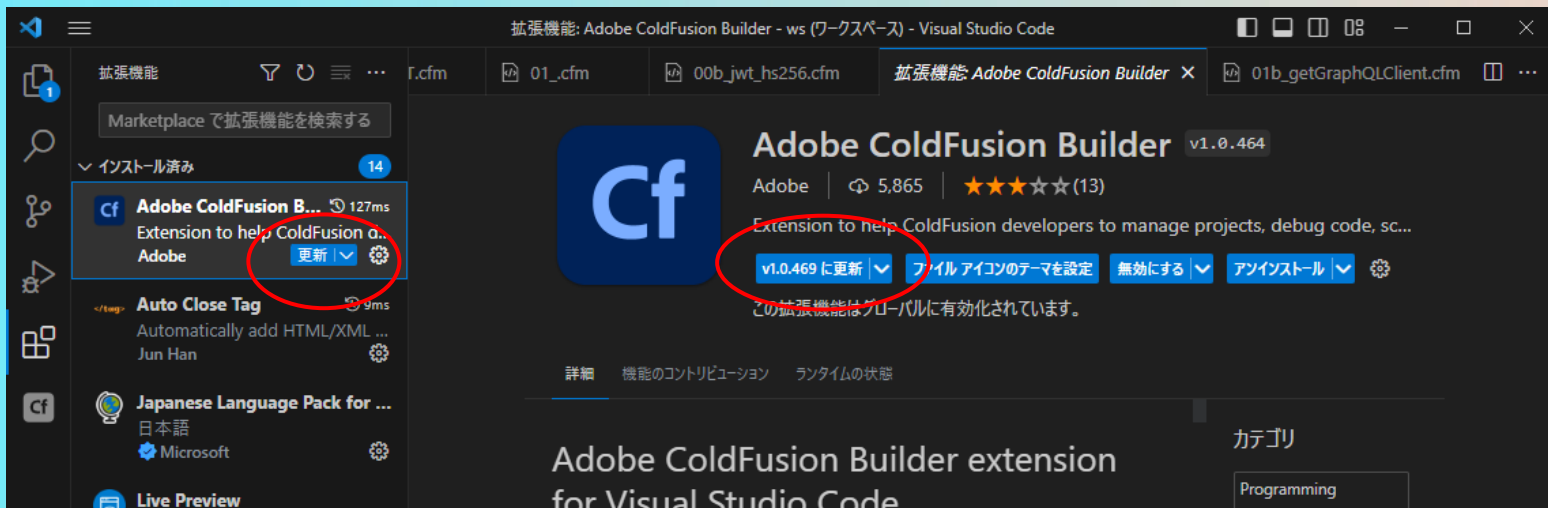 拡張機能: Adobe ColdFusion Builder - ws (ワークスペース) - Visual Studio Code
拡張機能
T.cfm
01_.cfm
00b_jwt_hs256.cfm
拡張機能: Adobe ColdFusion Builder
01b_getGraphQLClient.cfm
1
Marketplace で拡張機能を検索する
インストール済み
14
Cf
Adobe ColdFusion B...
127ms
Extension to help ColdFusion d...
Adobe
更新
</tag>
Auto Close Tag
9ms
Automatically add HTML/XML ...
Jun Han
Japanese Language Pack for ...
日本語
Microsoft
Live Preview
Cf
Cf
Adobe ColdFusion Builder
v1.0.464
Adobe
5,865
(13)
Extension to help ColdFusion developers to manage projects, debug code, sc...
v1.0.469 に更新
ファイル アイコンのテーマを設定
無効にする
アンインストール
この拡張機能はグローバルに有効化されています。
詳細
機能のコントリビューション
ランタイムの状態
Adobe ColdFusion Builder extension
for Visual Studio Code
カテゴリ
Programming